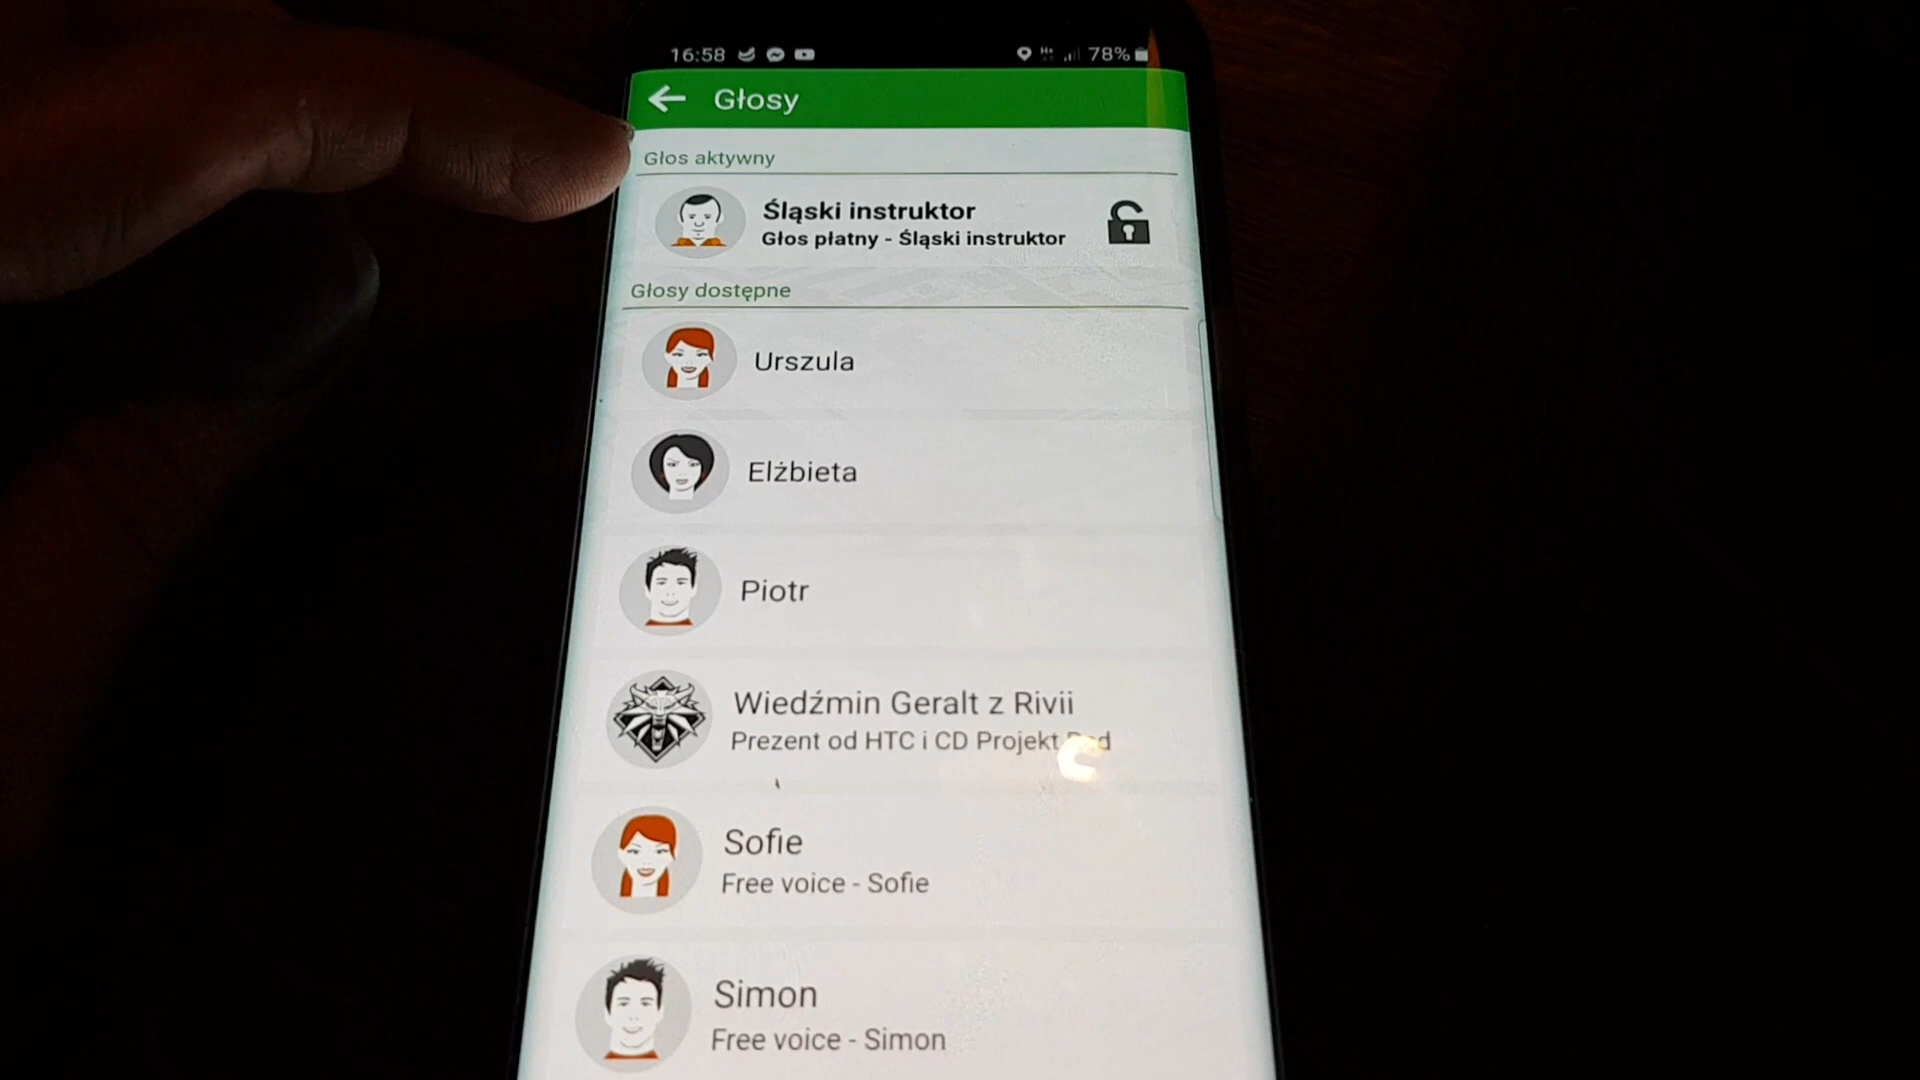 16:58 78%
Głosy
Głos aktywny
Śląski instruktor
Głos płatny - Śląski instruktor
Głosy dostępne
Urszula
Elżbieta
Piotr
Wiedźmin Geralt z Rivii
Prezent od HTC i CD Projekt
Sofie
Free voice - Sofie
Simon
Free voice - Simon